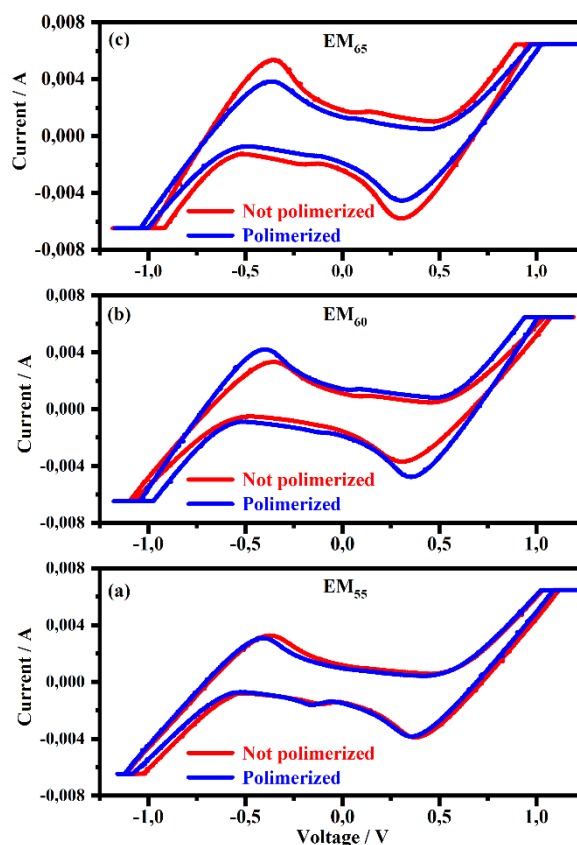 (c) EM65
0,008
0,004
0,000
-0,004
-0,008
Current / A
Not polimerized
Polimerized
-1,0 -0,5 0,0 0,5 1,0
(b) EM60
0,008
0,004
0,000
-0,004
-0,008
Current / A
Not polimerized
Polimerized
-1,0 -0,5 0,0 0,5 1,0
(a) EM55
0,008
0,004
0,000
-0,004
-0,008
Current / A
Not polimerized
Polimerized
-1,0 -0,5 0,0 0,5 1,0
Voltage / V